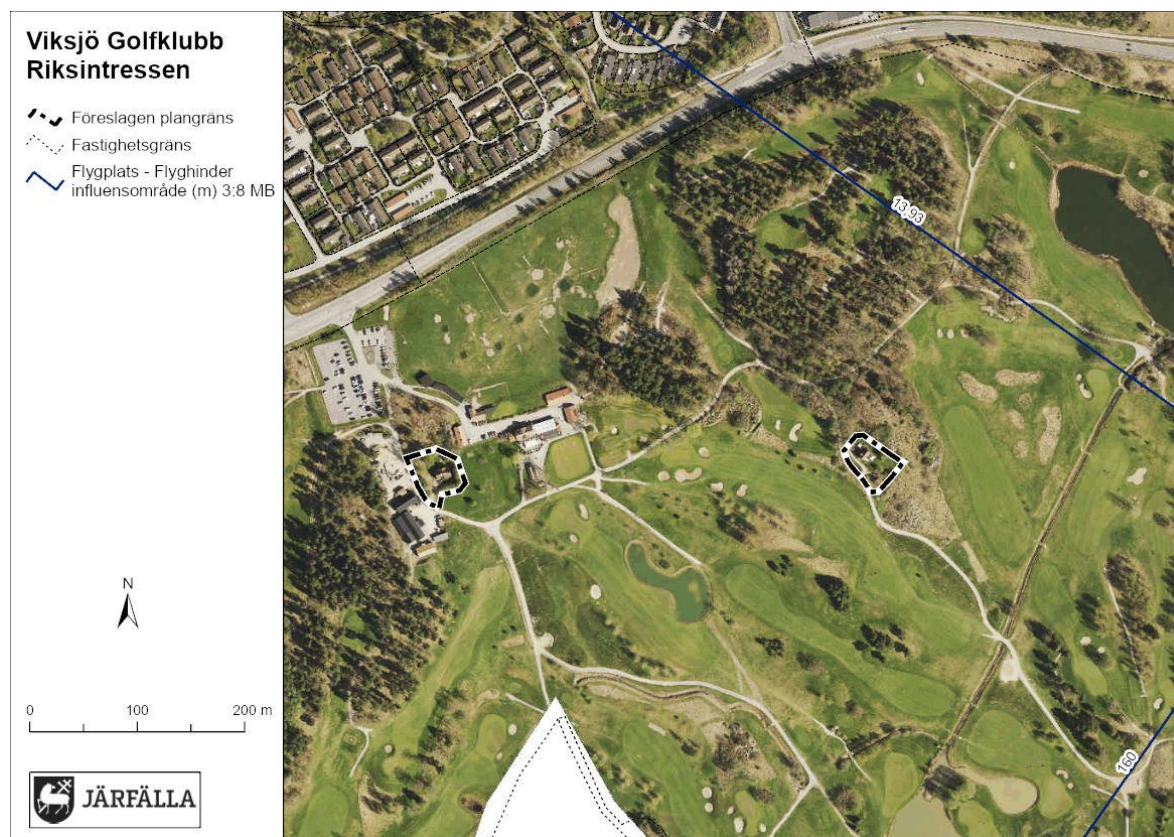 Viksjö Golfklubb
Riksintressen
Föreslagen plangräns
Fastighetsgräns
Flygplats - Flyghinder
influensområde (m) 3:8 MB
13,93
160
N
0 100 200 m
JÄRFÄLLA